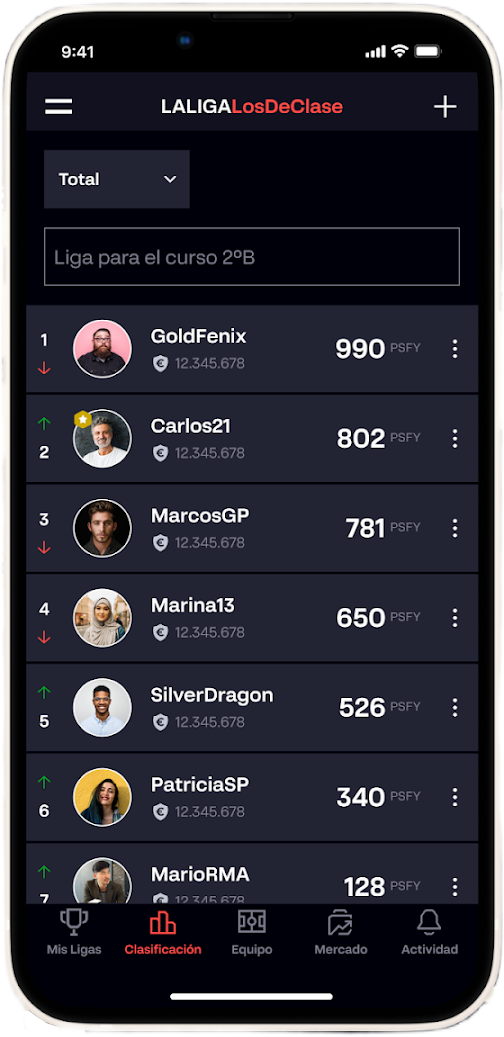 9:41
LALIGALosDeClase
Total
Liga para el curso 2ºB
1
GoldFenix
12.345.678
990 PSFY
2
Carlos21
12.345.678
802 PSFY
3
MarcosGP
12.345.678
781 PSFY
4
Marina13
12.345.678
650 PSFY
5
SilverDragon
12.345.678
526 PSFY
6
PatriciaSP
12.345.678
340 PSFY
7
MarioRMA
12.345.678
128 PSFY
Mis Ligas
Clasificación
Equipo
Mercado
Actividad